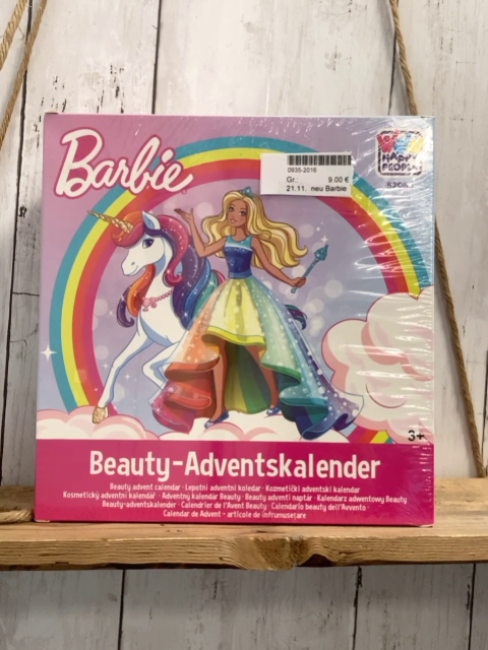 Barbie
HAPPY
PEOPLE
0935-2016
Gr.: 9.00 €
21.11. neu Barbie
3+
Beauty-Adventskalender
Beauty advent calendar · Lepotni adventni koledar · Kozmetički adventski kalendar
Kosmetický adventní kalendář · Adventný kalendár Beauty · Beauty adventi naptár · Kalendarz adwentowy Beauty
Beauty-adventskalender · Calendrier de l'Avent Beauty · Calendario beauty dell'Avvento ·
Calendar de Advent - articole de înfrumusețare